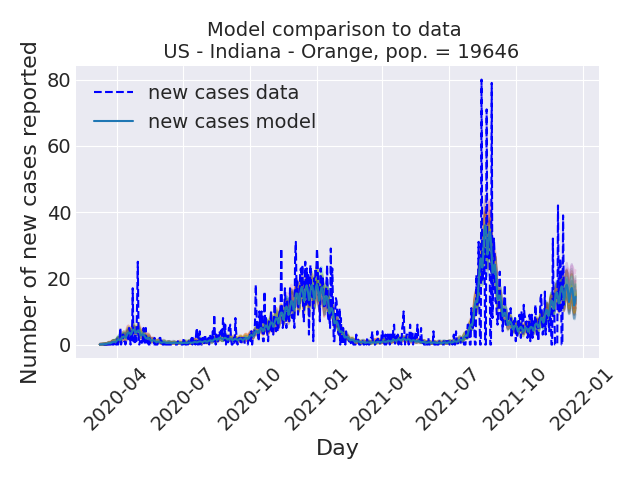 Model comparison to data
US - Indiana - Orange, pop. = 19646
Number of new cases reported
80
60
40
20
0
new cases data
new cases model
2020-04
2020-07
2020-10
2021-01
2021-04
2021-07
2021-10
2022-01
Day